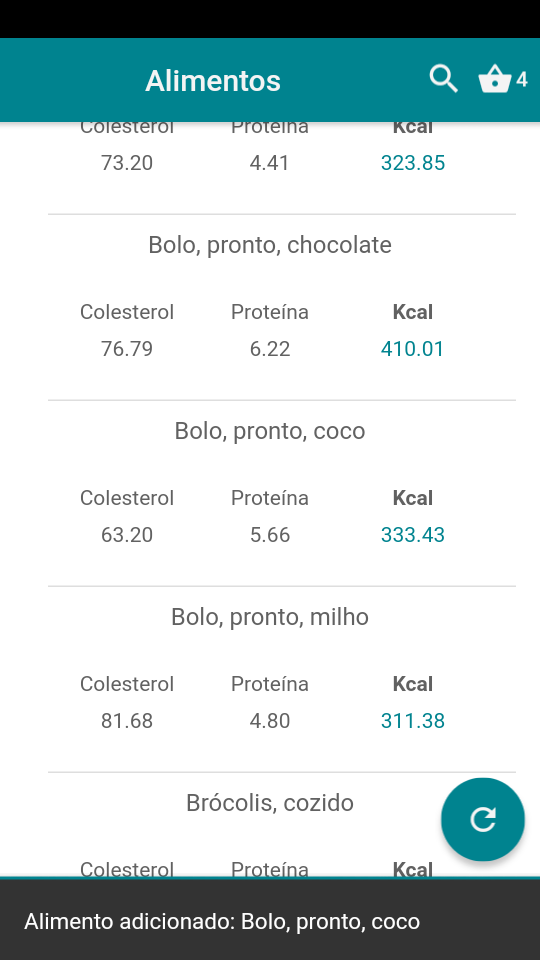 Alimentos 4
Colesterol Proteína Kcal
73.20 4.41 323.85
Bolo, pronto, chocolate
Colesterol Proteína Kcal
76.79 6.22 410.01
Bolo, pronto, coco
Colesterol Proteína Kcal
63.20 5.66 333.43
Bolo, pronto, milho
Colesterol Proteína Kcal
81.68 4.80 311.38
Brócolis, cozido
Colesterol Proteína Kcal
Alimento adicionado: Bolo, pronto, coco